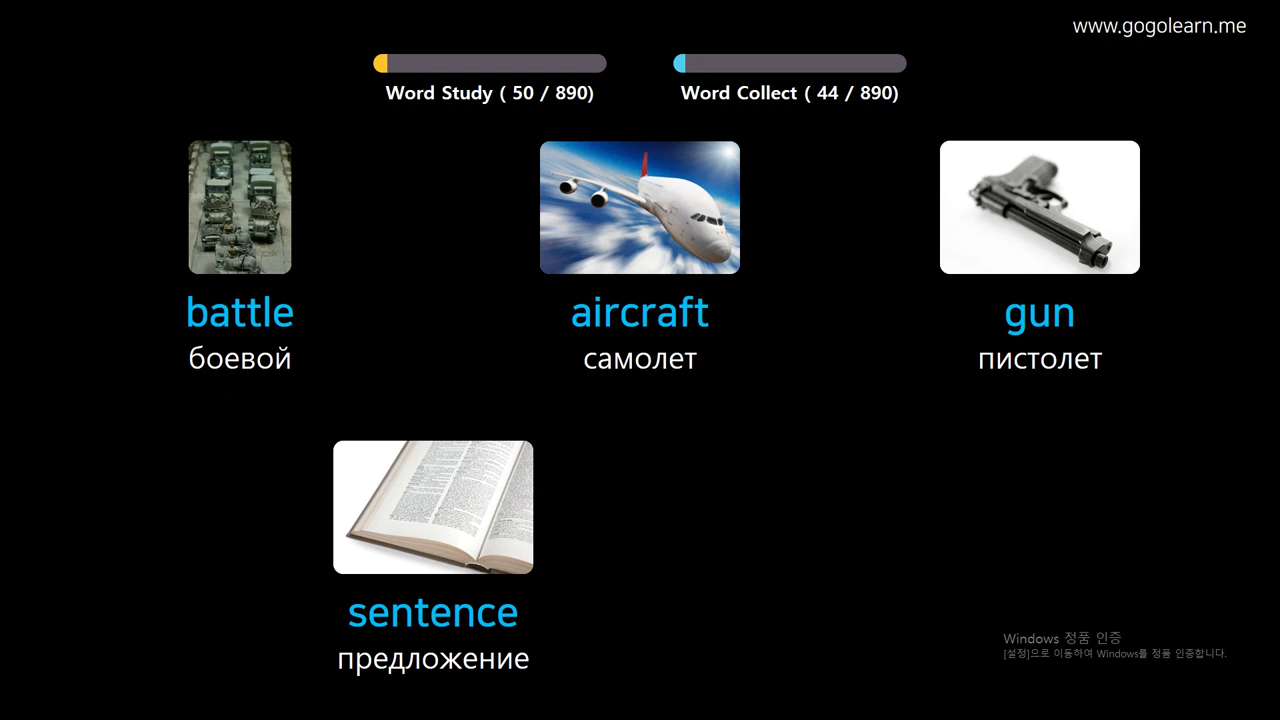 www.gogolearn.me
Word Study ( 50 / 890)
Word Collect ( 44 / 890)
battle
aircraft
gun
боевой
самолет
пистолет
sentence
предложение
Windows 정품 인증
[설정]으로 이동하여 Windows를 정품 인증합니다.